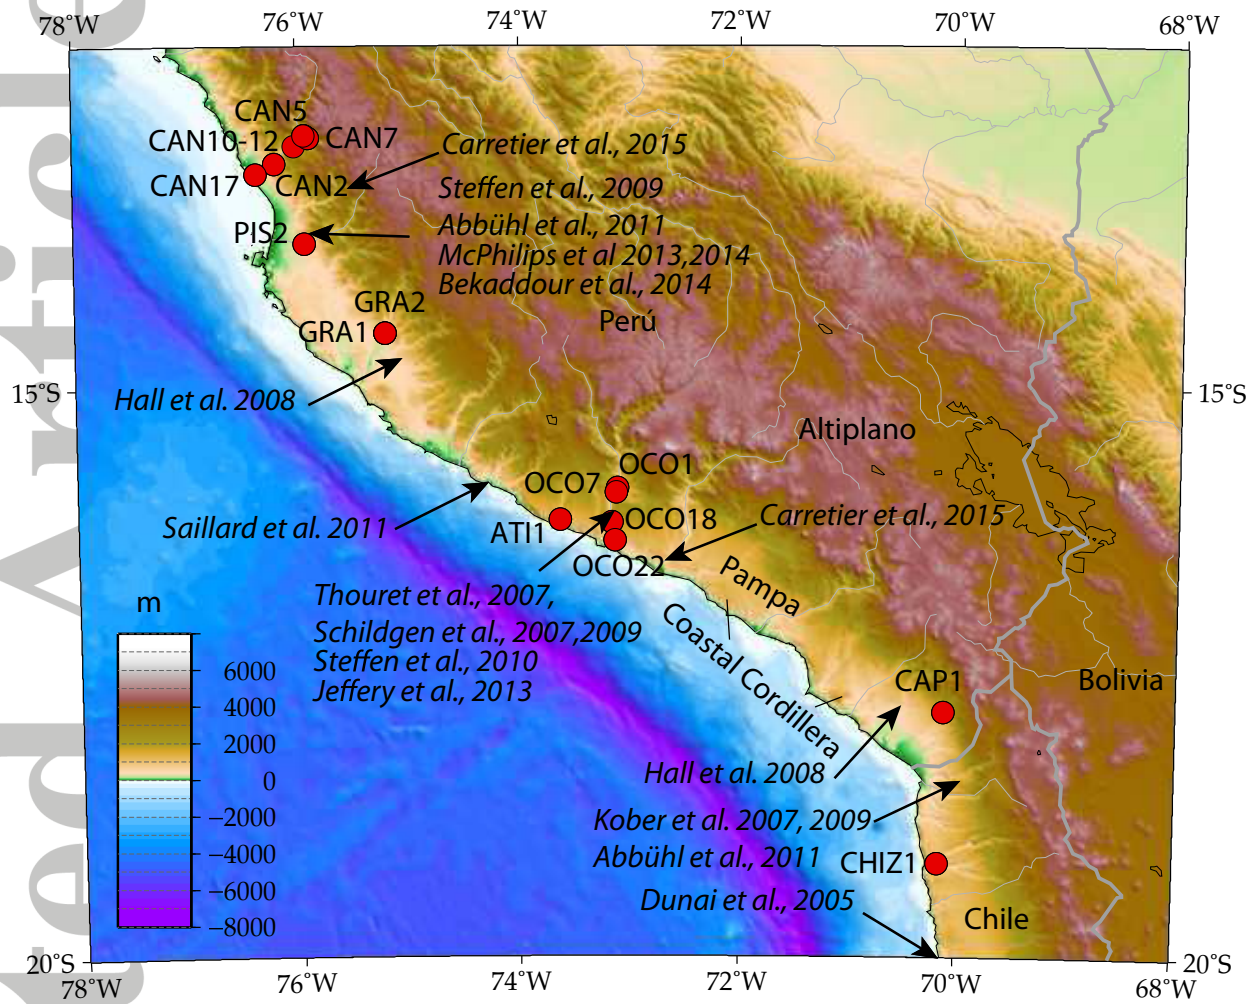 78°W
76°W
74°W
72°W
70°W
68°W
CAN5
CAN10-12
CAN7
Carretier et al., 2015
CAN17
CAN2
Steffen et al., 2009
PIS2
Abbühl et al., 2011
McPhilips et al 2013,2014
Bekaddour et al., 2014
GRA2
GRA1
Perú
15°S
15°S
Hall et al. 2008
Altiplano
OCO1
OCO7
Saillard et al. 2011
ATI1
OCO18
Carretier et al., 2015
OCO22
Pampa
Thouret et al., 2007,
Schildgen et al., 2007,2009
Steffen et al., 2010
Jeffery et al., 2013
Coastal Cordillera
m
6000
4000
2000
0
−2000
−4000
−6000
−8000
CAP1
Bolivia
Hall et al. 2008
Kober et al. 2007, 2009
Abbühl et al., 2011
CHIZ1
Dunai et al., 2005
Chile
20°S
20°S
78°W
76°W
74°W
72°W
70°W
68°W
ted Article